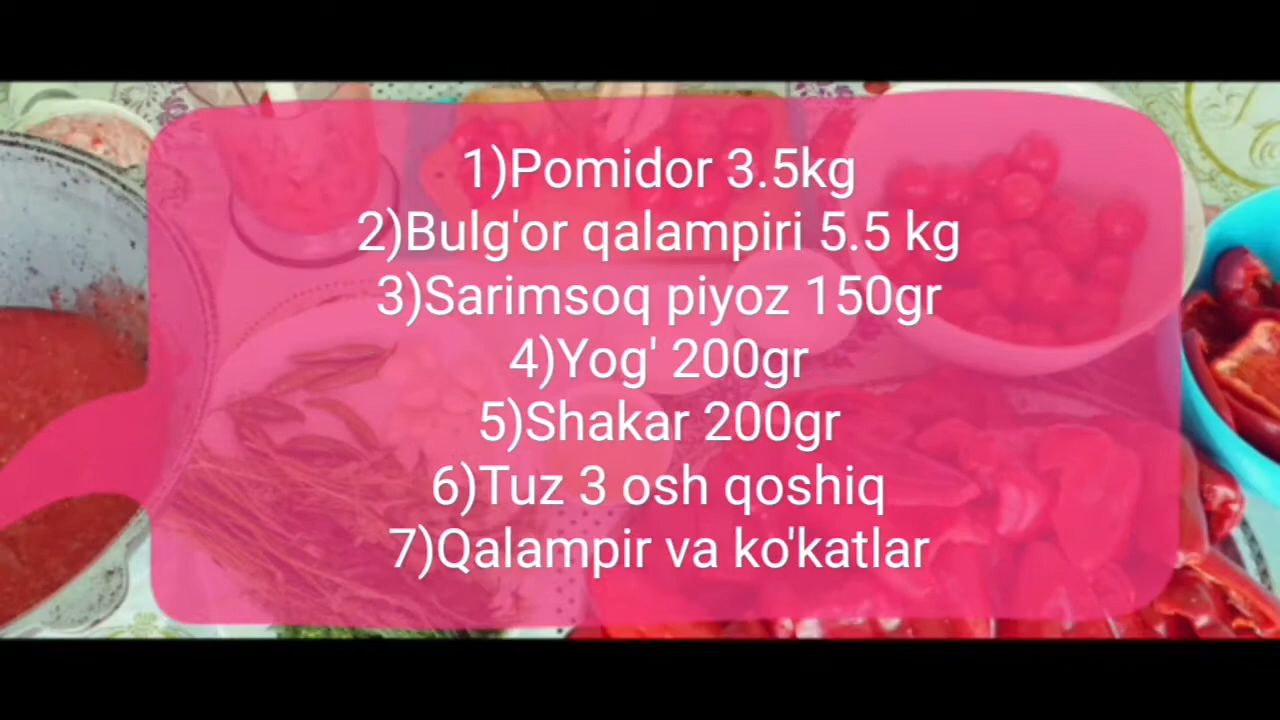 1)Pomidor 3.5kg
2)Bulg'or qalampiri 5.5 kg
3)Sarimsoq piyoz 150gr
4)Yog' 200gr
5)Shakar 200gr
6)Tuz 3 osh qoshiq
7)Qalampir va ko'katlar